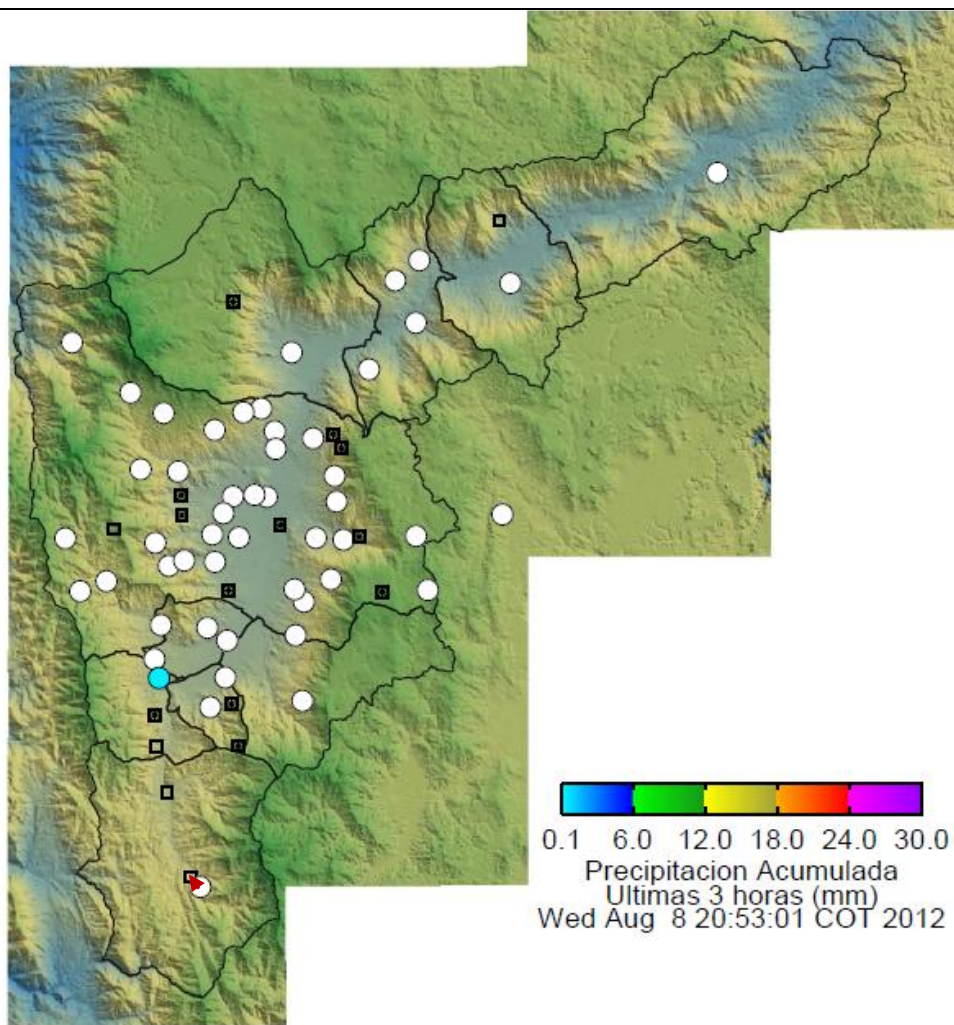 0.1 6.0 12.0 18.0 24.0 30.0
Precipitacion Acumulada
Ultimas 3 horas (mm)
Wed Aug 8 20:53:01 COT 2012